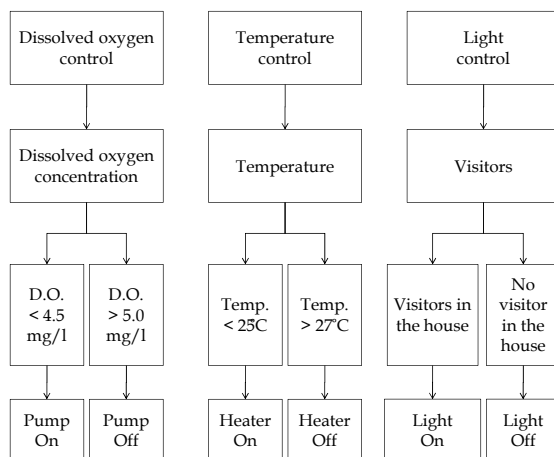 Dissolved oxygen
control
Temperature
control
Light
control
Dissolved oxygen
concentration
Temperature
Visitors
D.O.
< 4.5
mg/l
D.O.
> 5.0
mg/l
Temp.
< 25°C
Temp.
> 27°C
Visitors in
the house
No
visitor
in the
house
Pump
On
Pump
Off
Heater
On
Heater
Off
Light
On
Light
Off